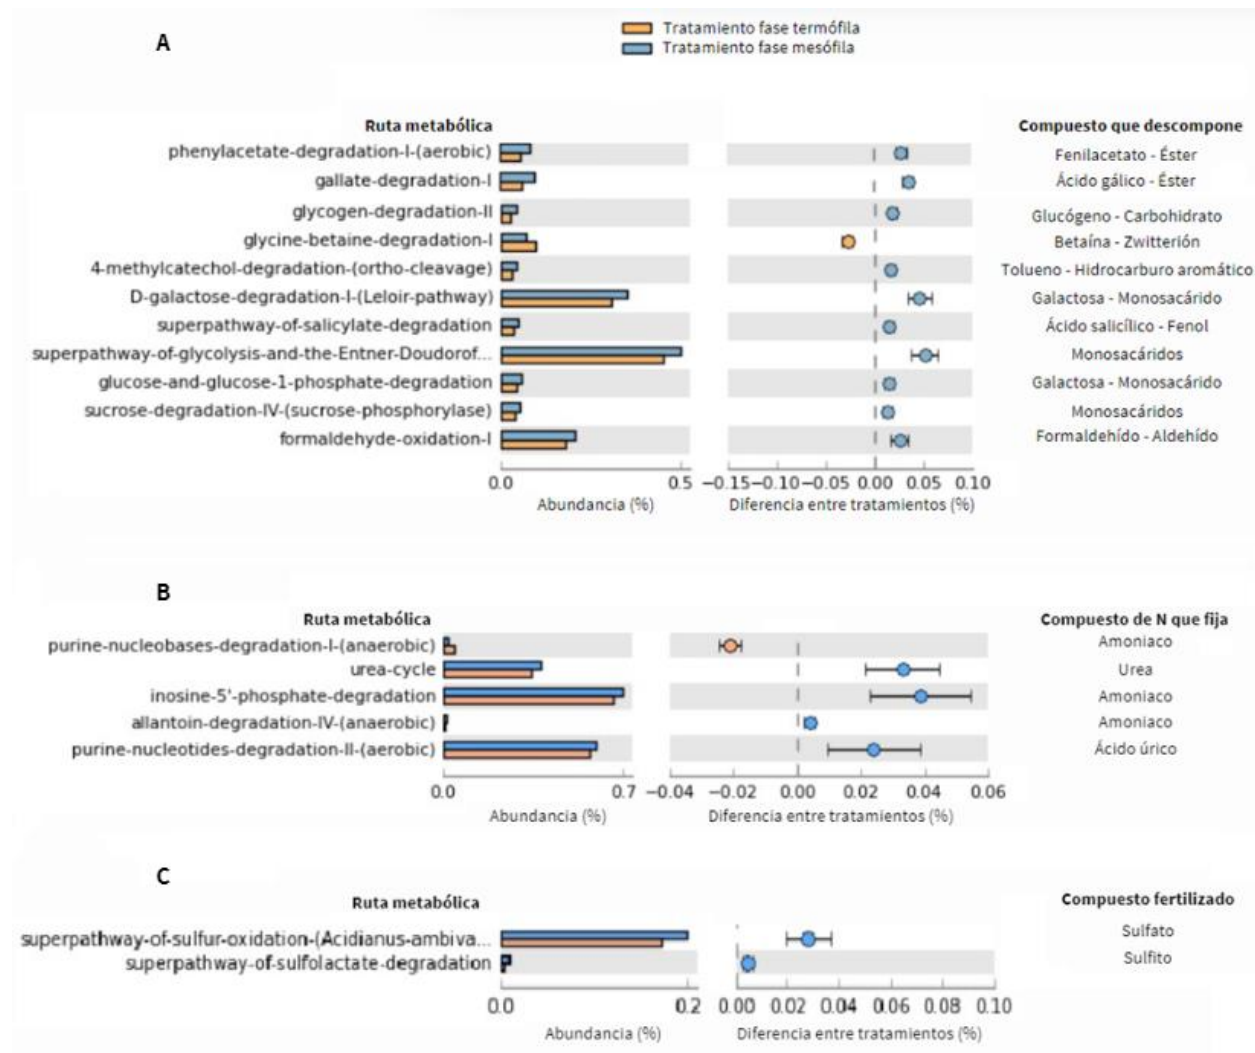 A
Tratamiento fase termófila
Tratamiento fase mesófila
Ruta metabólica
Compuesto que descompone
phenylacetate-degradation-I-(aerobic)
Fenilacetato - Éster
gallate-degradation-I
Ácido gálico - Éster
glycogen-degradation-II
Glucógeno - Carbohidrato
glycine-betaine-degradation-I
Betaína - Zwitterión
4-methylcatechol-degradation-(ortho-cleavage)
Tolueno - Hidrocarburo aromático
D-galactose-degradation-I-(Leloir-pathway)
Galactosa - Monosacárido
superpathway-of-salicylate-degradation
Ácido salicílico - Fenol
superpathway-of-glycolysis-and-the-Entner-Doudorof...
Monosacáridos
glucose-and-glucose-1-phosphate-degradation
Galactosa - Monosacárido
sucrose-degradation-IV-(sucrose-phosphorylase)
Monosacáridos
formaldehyde-oxidation-I
Formaldehído - Aldehído
0.0 0.5 −0.15 −0.10 −0.05 0.00 0.05 0.10
Abundancia (%) Diferencia entre tratamientos (%)
B
Ruta metabólica
Compuesto de N que fija
purine-nucleobases-degradation-I-(anaerobic)
Amoniaco
urea-cycle
Urea
inosine-5'-phosphate-degradation
Amoniaco
allantoin-degradation-IV-(anaerobic)
Amoniaco
purine-nucleotides-degradation-II-(aerobic)
Ácido úrico
0.0 0.7 −0.04 −0.02 0.00 0.02 0.04 0.06
Abundancia (%) Diferencia entre tratamientos (%)
C
Ruta metabólica
Compuesto fertilizado
superpathway-of-sulfur-oxidation-(Acidianus-ambiva...
Sulfato
superpathway-of-sulfolactate-degradation
Sulfito
0.0 0.2 0.00 0.02 0.04 0.06 0.08 0.10
Abundancia (%) Diferencia entre tratamientos (%)